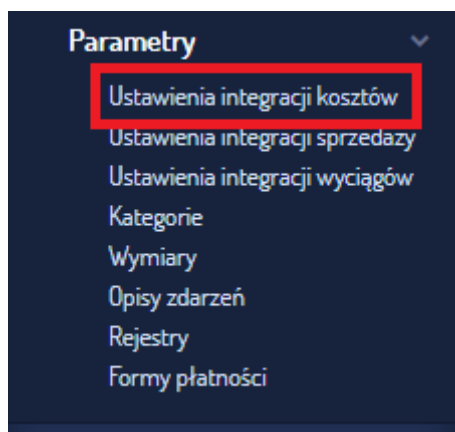 Parametry
Ustawienia integracji kosztów
Ustawienia integracji sprzedaży
Ustawienia integracji wyciągów
Kategorie
Wymiary
Opisy zdarzeń
Rejestry
Formy płatności